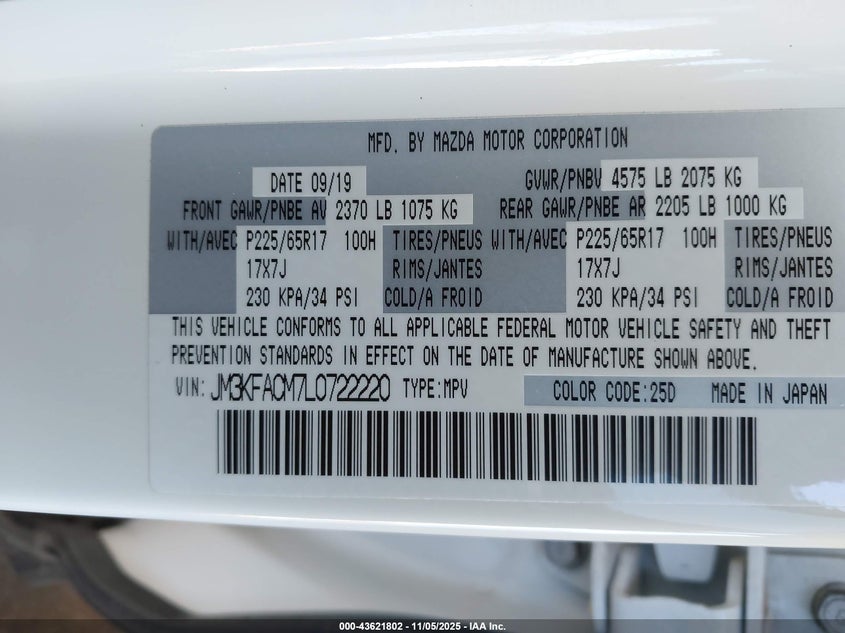 MFD. BY MAZDA MOTOR CORPORATION
DATE 09/19 GVWR/PNBV 4575 LB 2075 KG
FRONT GAWR/PNBE AV 2370 LB 1075 KG REAR GAWR/PNBE AR 2205 LB 1000 KG
WITH/AVEC P225/65R17 100H TIRES/PNEUS WITH/AVEC P225/65R17 100H TIRES/PNEUS
17X7J RIMS/JANTES 17X7J RIMS/JANTES
230 KPA/34 PSI COLD/A FROID 230 KPA/34 PSI COLD/A FROID
THIS VEHICLE CONFORMS TO ALL APPLICABLE FEDERAL MOTOR VEHICLE SAFETY AND THEFT
PREVENTION STANDARDS IN EFFECT ON THE DATE OF MANUFACTURE SHOWN ABOVE.
VIN: JM3KFACM7L0722220 TYPE:MPV COLOR CODE:25D MADE IN JAPAN
000-43621802 - 11/05/2025 - IAA Inc.